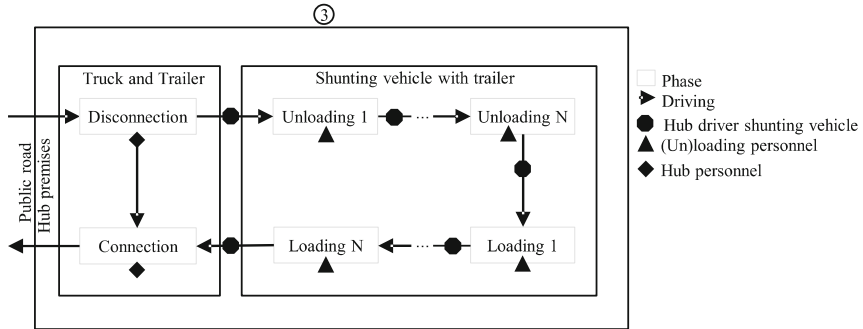 3
Truck and Trailer
Shunting vehicle with trailer
Disconnection
Unloading 1
...
Unloading N
Public road
Hub premises
Connection
Loading N
...
Loading 1
Phase
Driving
Hub driver shunting vehicle
(Un)loading personnel
Hub personnel